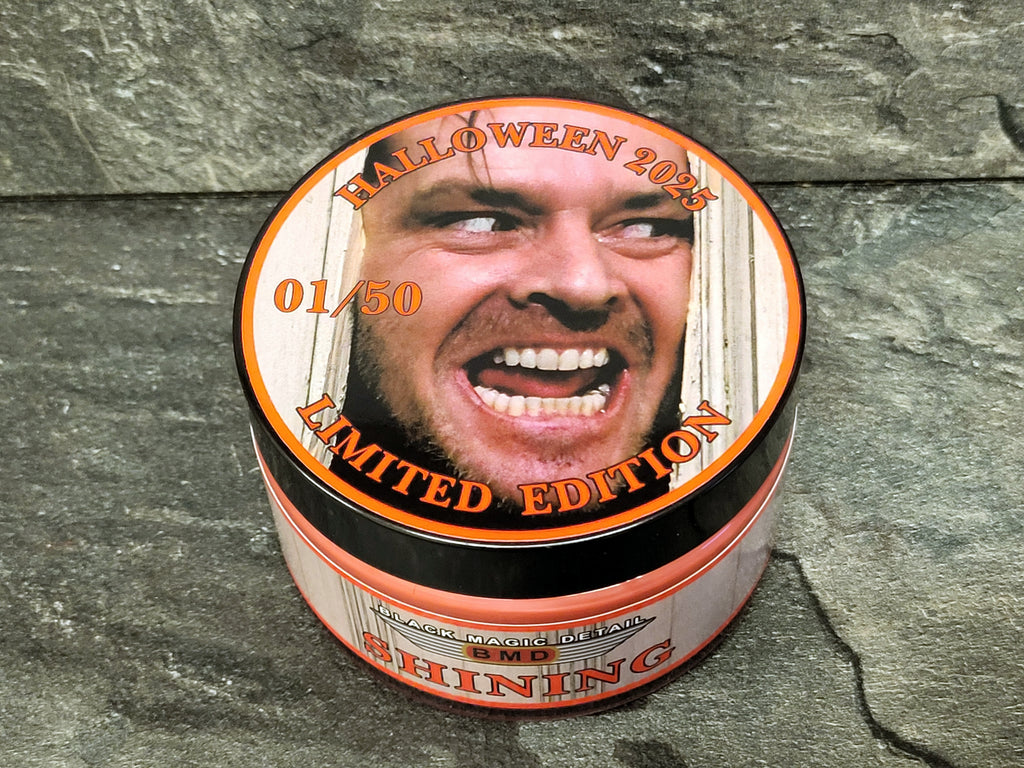 HALLOWEEN 2025
01/50
LIMITED EDITION
BLACK MAGIC DETAIL
BMD
SHINING